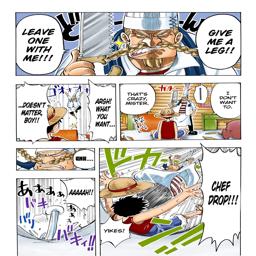 GIVE
ME A
LEG!!
LEAVE
ONE
WITH
ME!!!
I DON'T
WANT
TO.
THAT'S
CRAZY,
MISTER.
ARGH!
WHAT
YOU
WANT...
...DOESN'T
MATTER,
BOY!!
CHEF
DROP!!!
YIKES!
AAAAAH!!